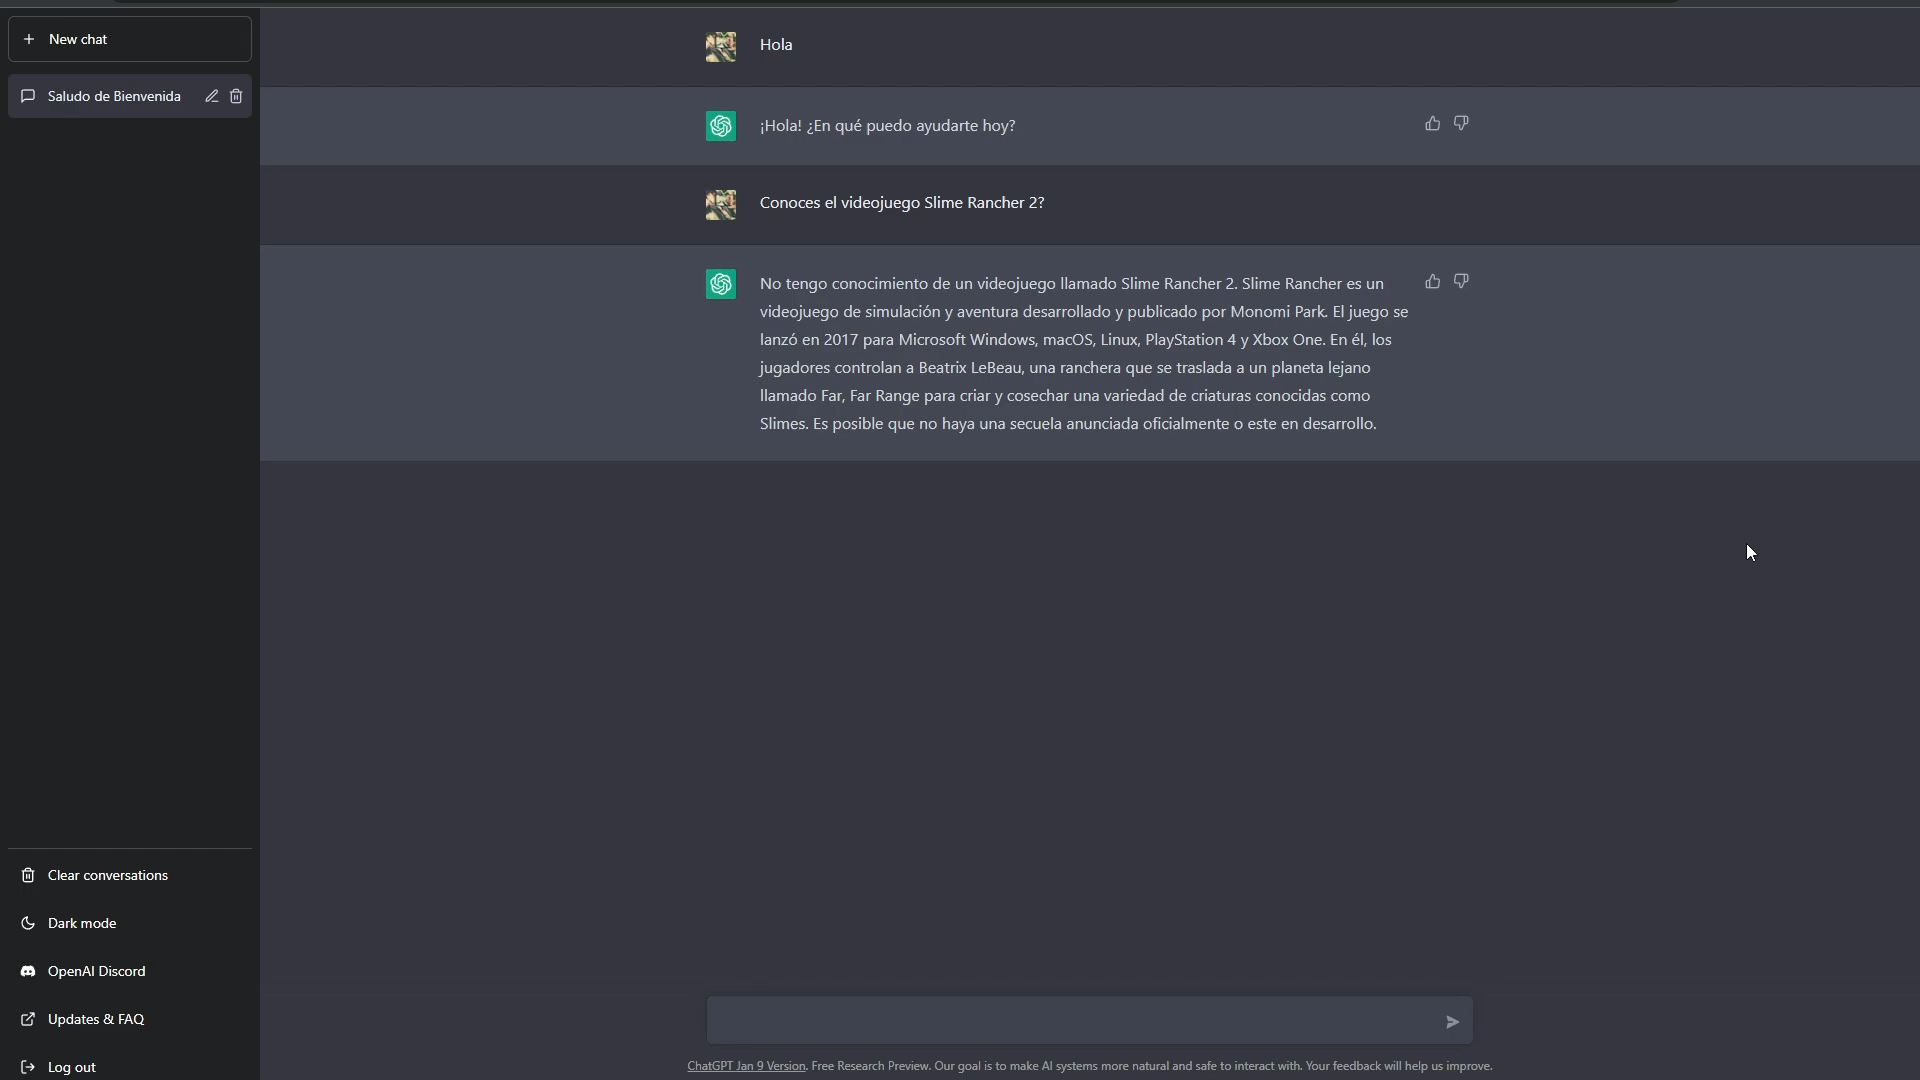 New chat
Saludo de Bienvenida
Clear conversations
Dark mode
OpenAI Discord
Updates & FAQ
Log out
Hola
¡Hola! ¿En qué puedo ayudarte hoy?
Conoces el videojuego Slime Rancher 2?
No tengo conocimiento de un videojuego llamado Slime Rancher 2. Slime Rancher es un
videojuego de simulación y aventura desarrollado y publicado por Monomi Park. El juego se
lanzó en 2017 para Microsoft Windows, macOS, Linux, PlayStation 4 y Xbox One. En él, los
jugadores controlan a Beatrix LeBeau, una ranchera que se traslada a un planeta lejano
llamado Far, Far Range para criar y cosechar una variedad de criaturas conocidas como
Slimes. Es posible que no haya una secuela anunciada oficialmente o este en desarrollo.
ChatGPT Jan 9 Version. Free Research Preview. Our goal is to make AI systems more natural and safe to interact with. Your feedback will help us improve.